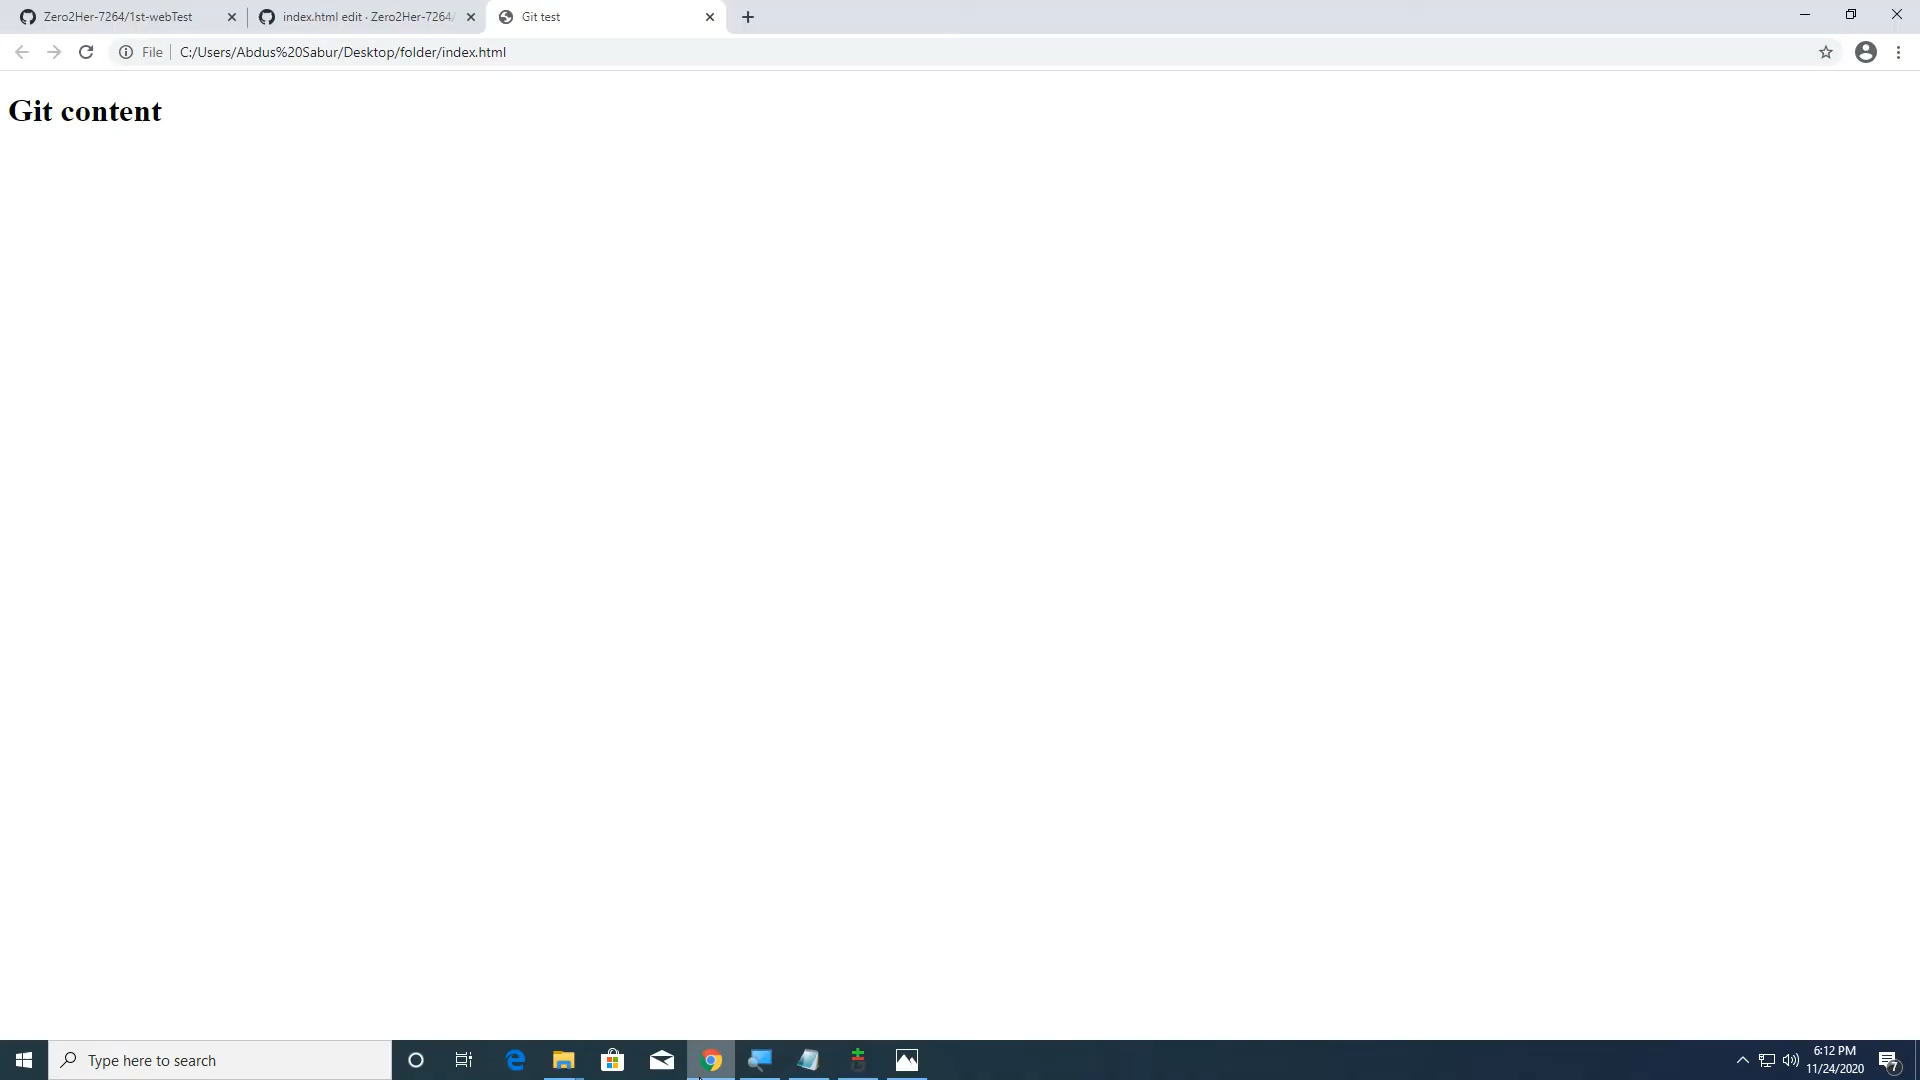 Zero2Her-7264/1st-webTest
index.html edit · Zero2Her-7264/
Git test
File
C:/Users/Abdus%20Sabur/Desktop/folder/index.html
Git content
Type here to search
6:12 PM
11/24/2020
7